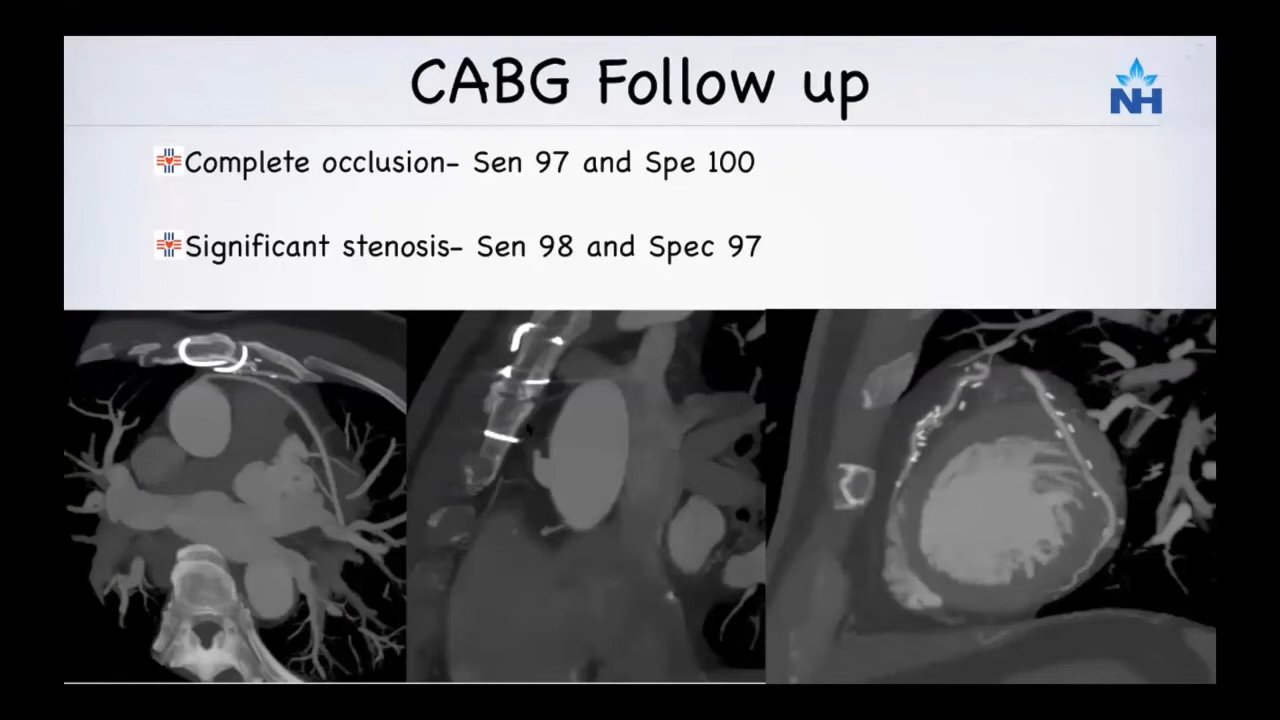 CABG Follow up
NH
Complete occlusion- Sen 97 and Spe 100
Significant stenosis- Sen 98 and Spec 97